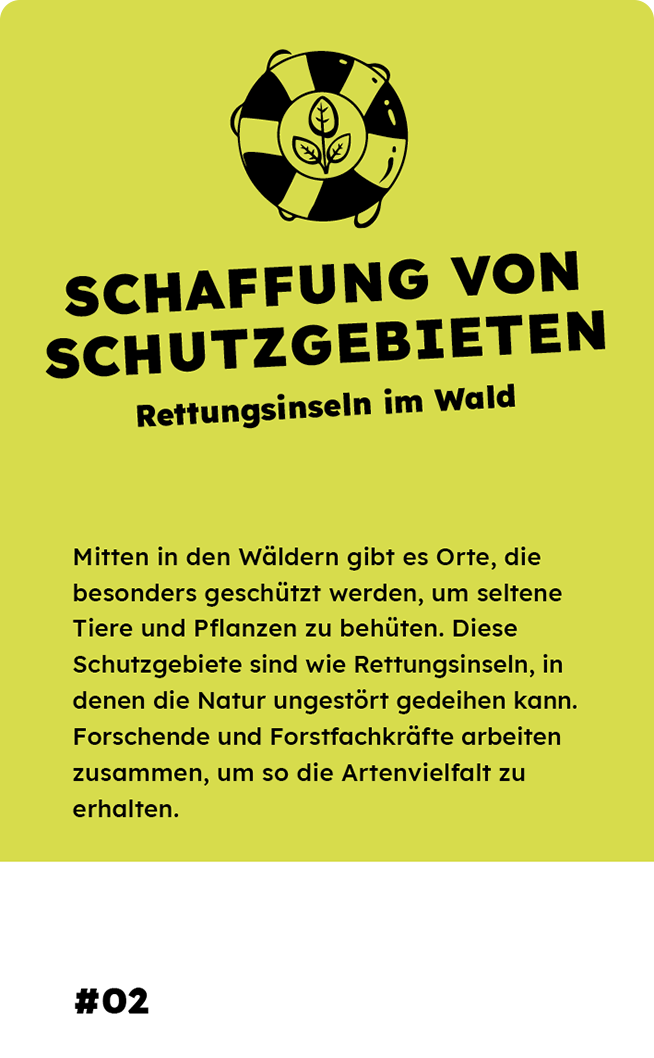 SCHAFFUNG VON
SCHUTZGEBIETEN
Rettungsinseln im Wald
Mitten in den Wäldern gibt es Orte, die
besonders geschützt werden, um seltene
Tiere und Pflanzen zu behüten. Diese
Schutzgebiete sind wie Rettungsinseln, in
denen die Natur ungestört gedeihen kann.
Forschende und Forstfachkräfte arbeiten
zusammen, um so die Artenvielfalt zu
erhalten.
#02